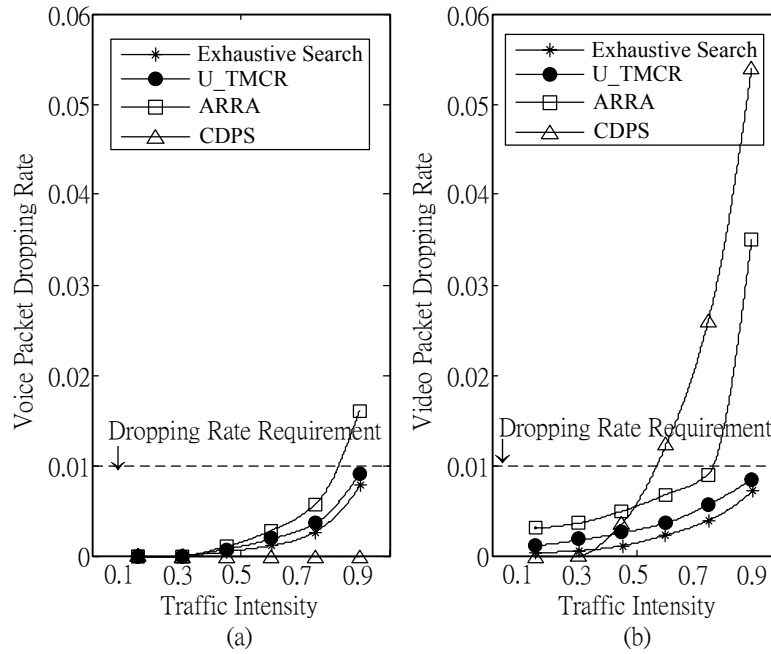 0.06
0.05
0.04
0.03
0.02
0.01
0
Voice Packet Dropping Rate
Exhaustive Search
U_TMCR
ARRA
CDPS
Dropping Rate Requirement
0.1 0.3 0.5 0.7 0.9
Traffic Intensity
(a)
0.06
0.05
0.04
0.03
0.02
0.01
0
Video Packet Dropping Rate
Exhaustive Search
U_TMCR
ARRA
CDPS
Dropping Rate Requirement
0.1 0.3 0.5 0.7 0.9
Traffic Intensity
(b)